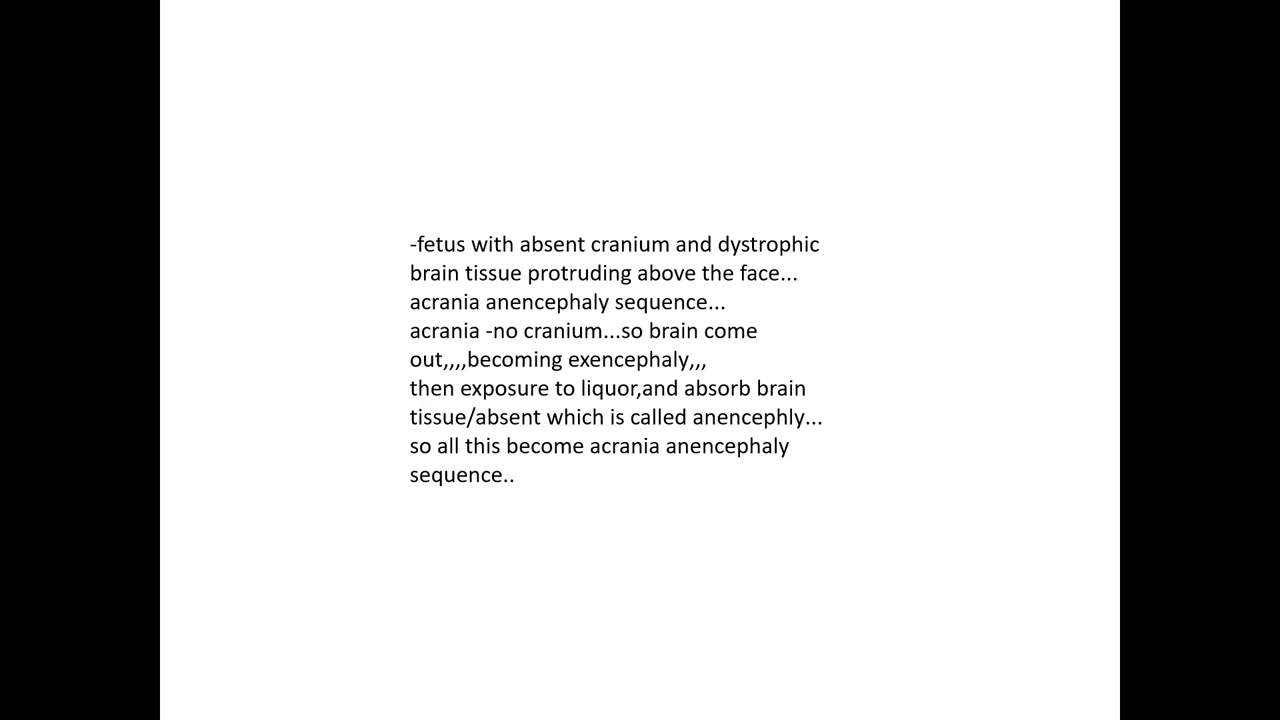 -fetus with absent cranium and dystrophic
brain tissue protruding above the face...
acrania anencephaly sequence...
acrania -no cranium...so brain come
out,,,,becoming exencephaly,,,
then exposure to liquor,and absorb brain
tissue/absent which is called anencephly...
so all this become acrania anencephaly
sequence..